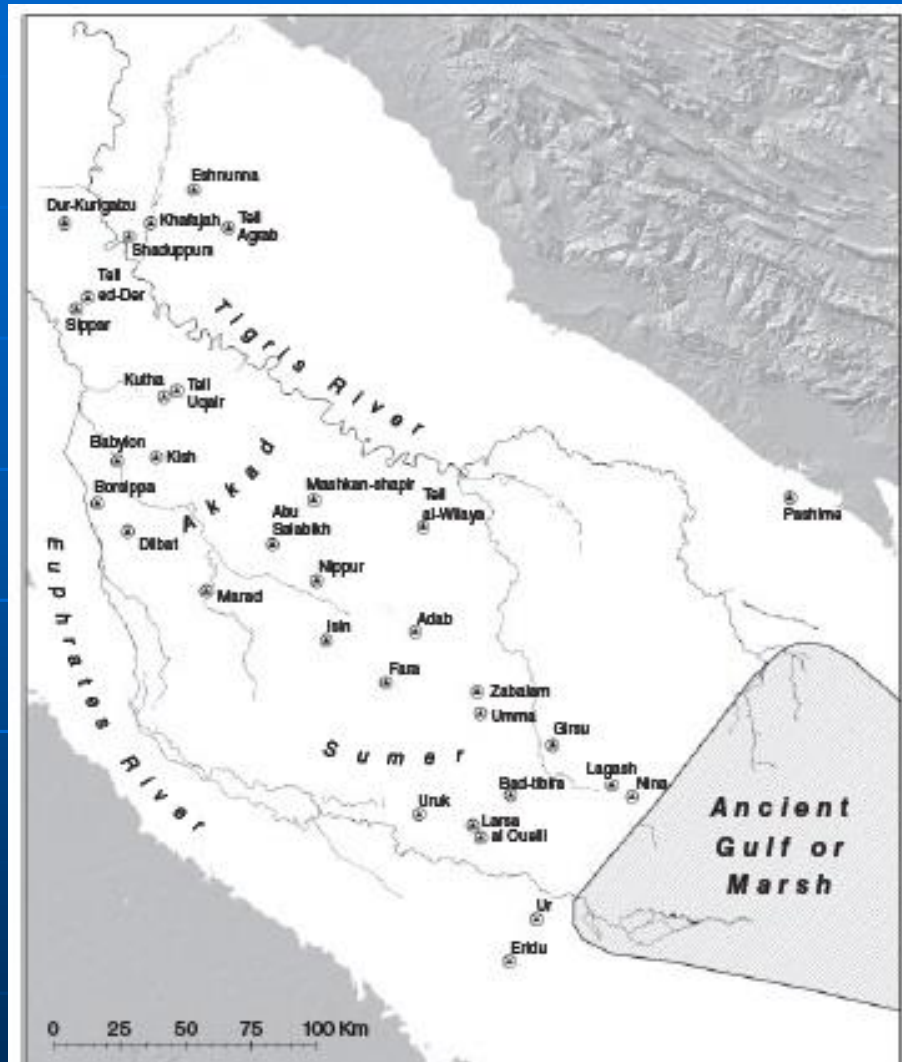 Eshnunna
Dur-Kurigalzu
Khafajah
Tell
Agrab
Shaduppum
Tell
ed-Der
Sippar
Tigris River
Kutha
Tell
Uqair
Babylon
Kish
Akkad
Borsippa
Mashkan-shapir
Tell
al-Wilaya
Pashime
Abu
Salabikh
Dilbat
Euphrates River
Nippur
Marad
Adab
Isin
Fara
Zabalam
Umma
Girsu
Sumer
Lagash
Nina
Bad-tibira
Uruk
Larsa
al Oueili
Ancient
Gulf or
Marsh
Ur
Eridu
0 25 50 100 Km